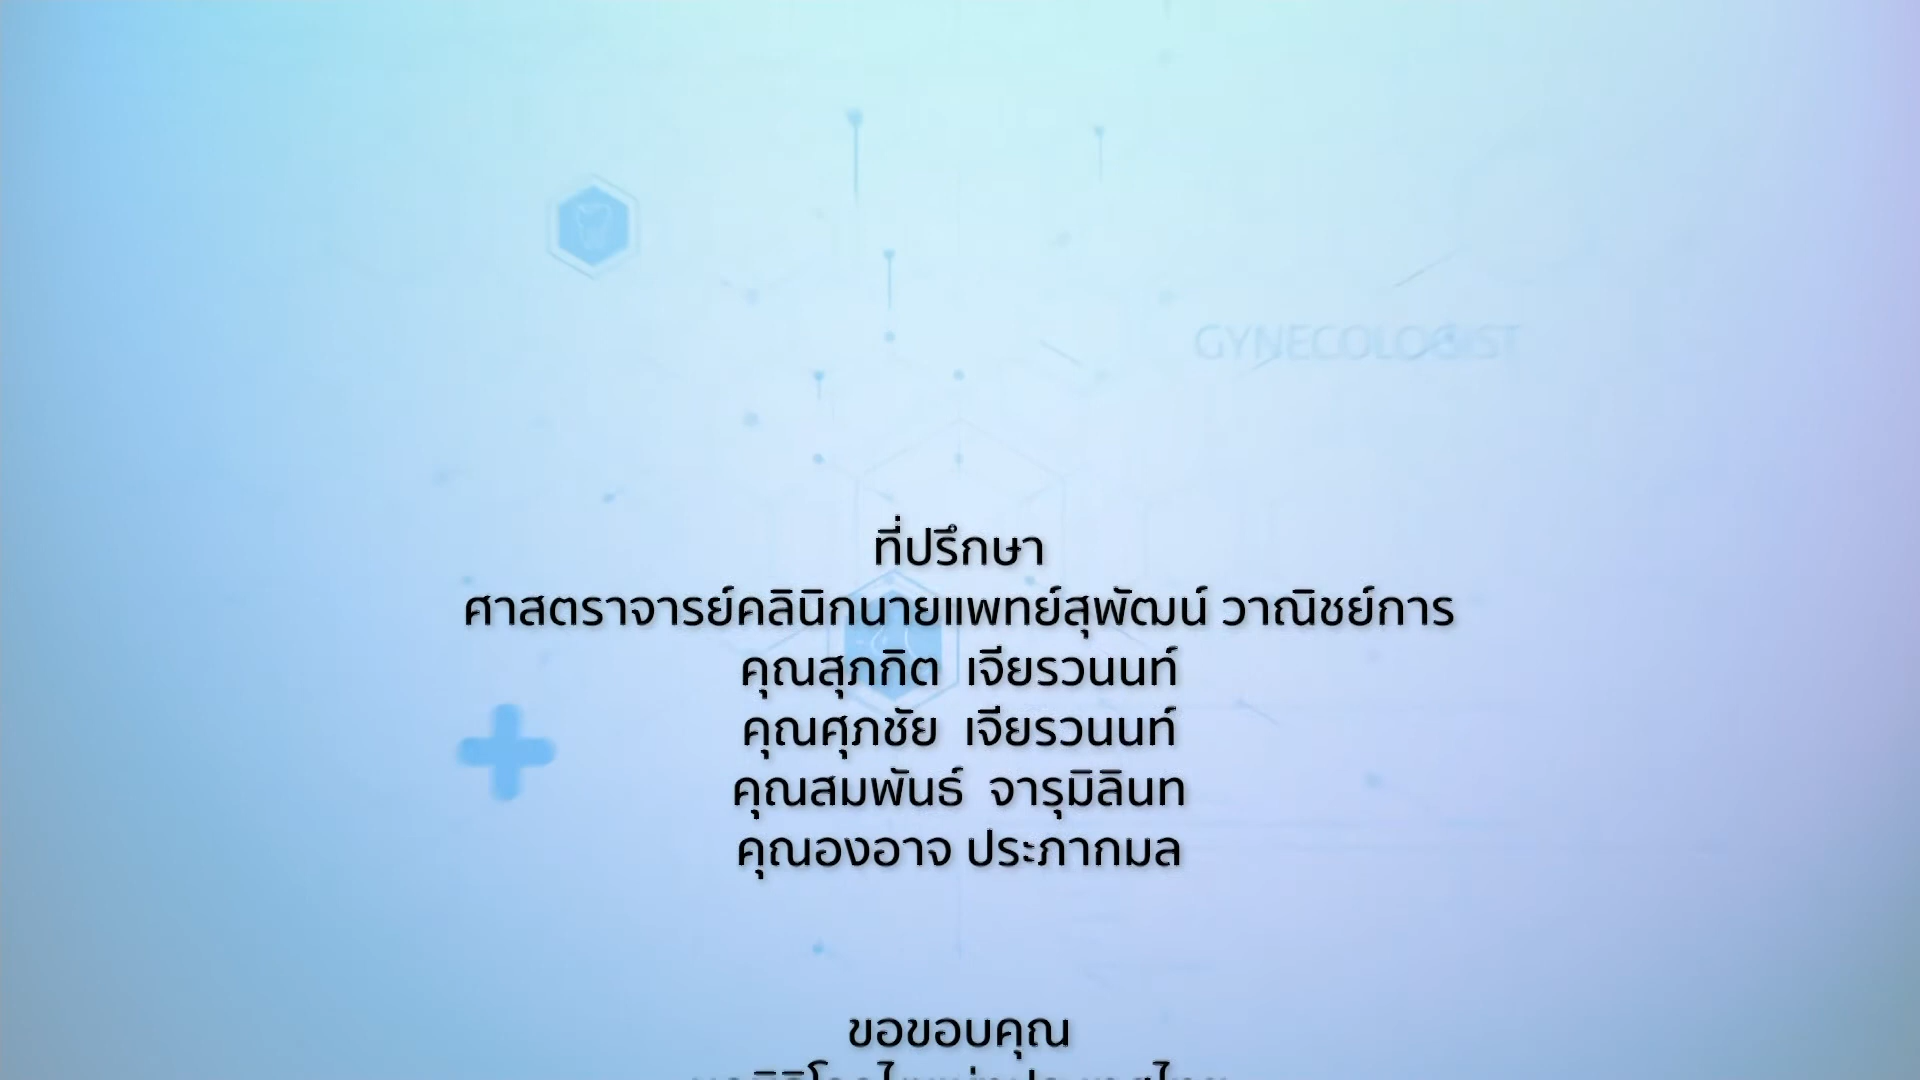 GYNECOLOGIST
ที่ปรึกษา
ศาสตราจารย์คลินิกนายแพทย์สุพัฒน์ วาณิชย์การ
คุณสุภกิต เจียรวนนท์
คุณศุภชัย เจียรวนนท์
คุณสมพันธ์ จารุมิลินท
คุณองอาจ ประภากมล
ขอขอบคุณ